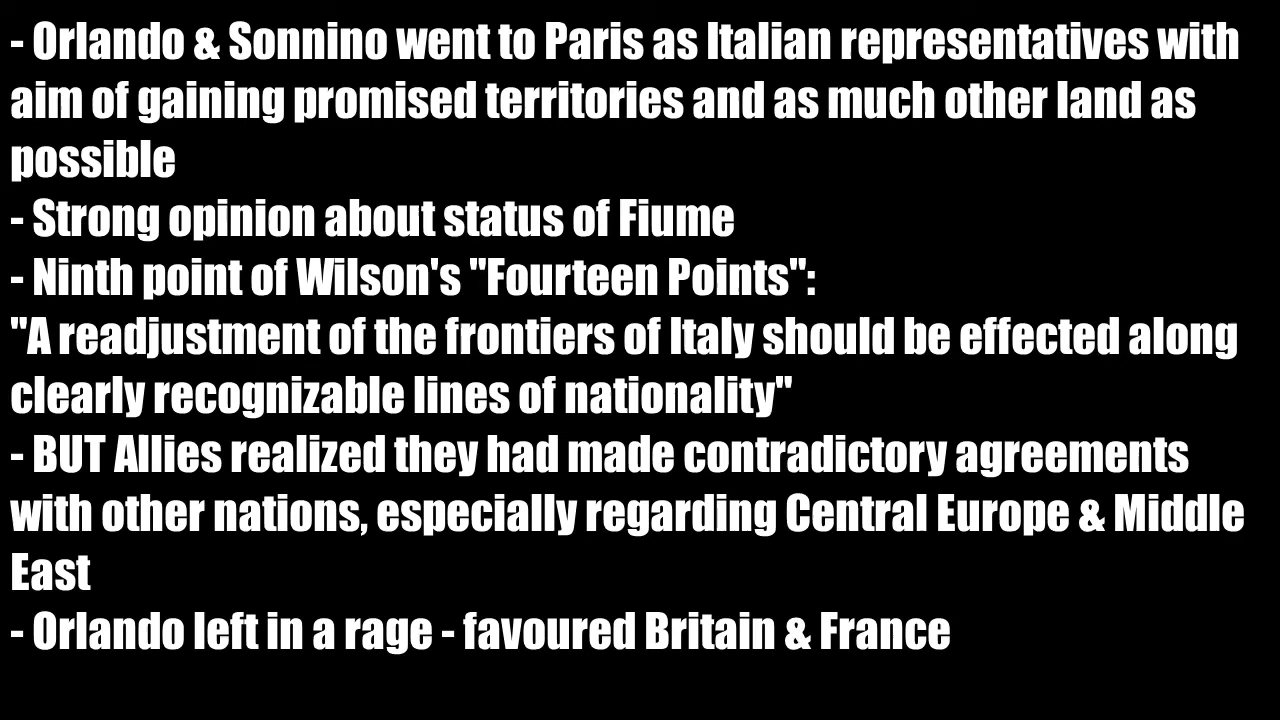 - Orlando & Sonnino went to Paris as Italian representatives with
aim of gaining promised territories and as much other land as
possible
- Strong opinion about status of Fiume
- Ninth point of Wilson's "Fourteen Points":
"A readjustment of the frontiers of Italy should be effected along
clearly recognizable lines of nationality"
- BUT Allies realized they had made contradictory agreements
with other nations, especially regarding Central Europe & Middle
East
- Orlando left in a rage - favoured Britain & France